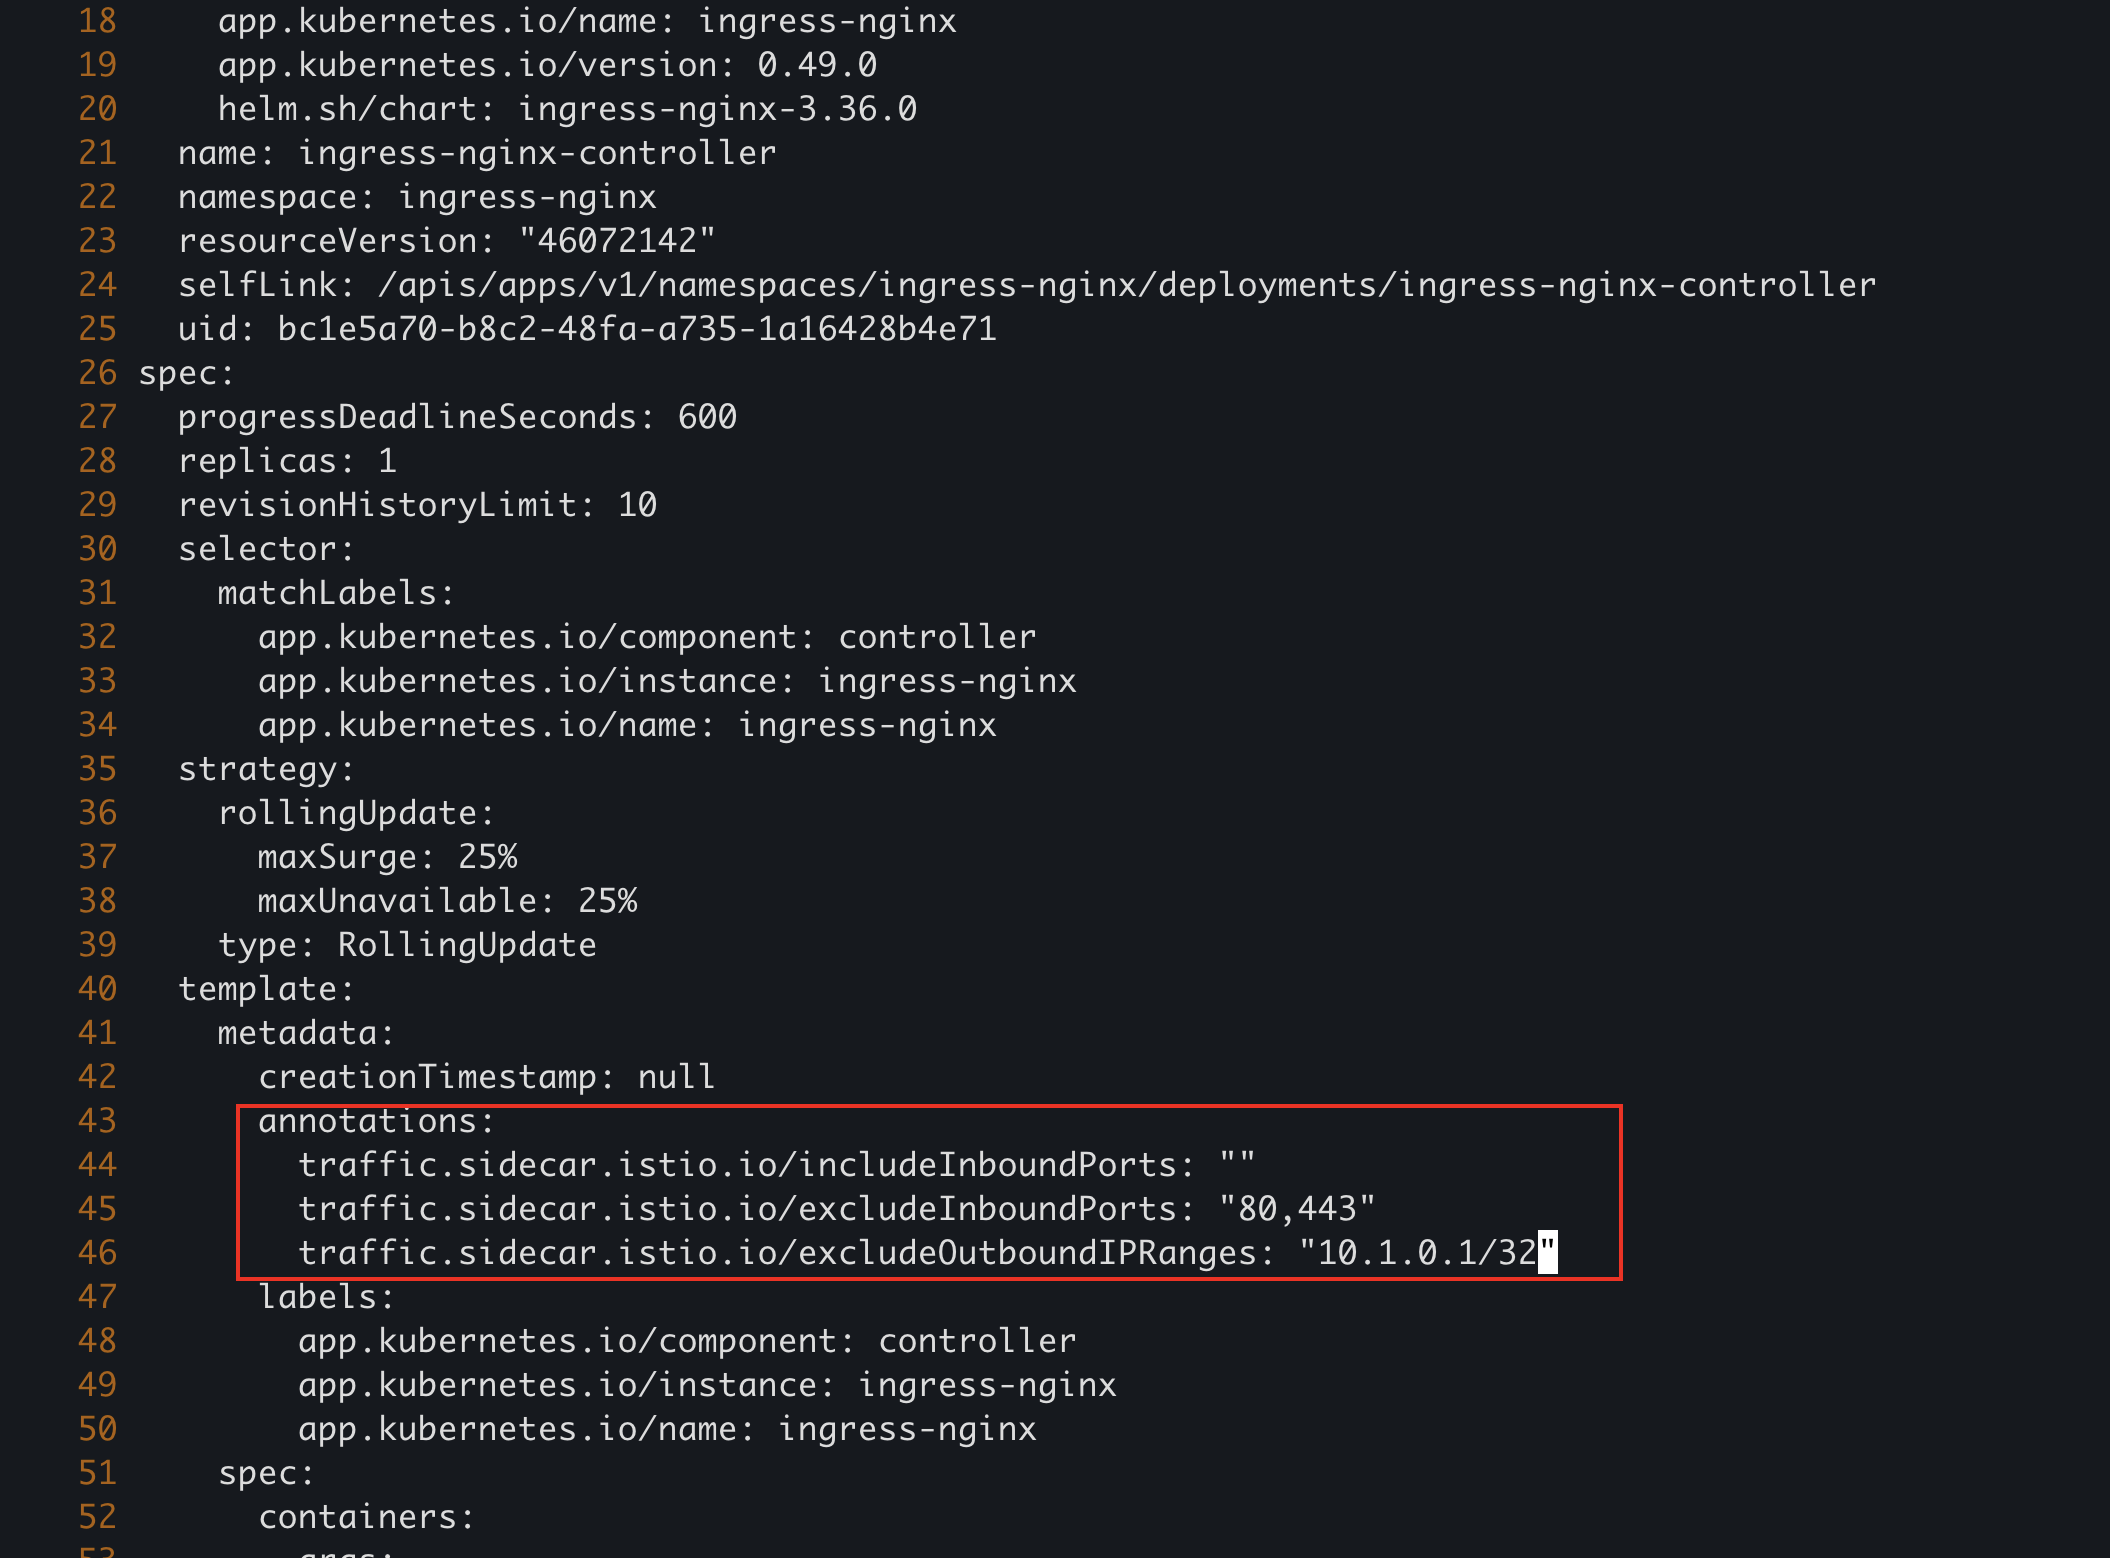 18 app.kubernetes.io/name: ingress-nginx
19 app.kubernetes.io/version: 0.49.0
20 helm.sh/chart: ingress-nginx-3.36.0
21 name: ingress-nginx-controller
22 namespace: ingress-nginx
23 resourceVersion: "46072142"
24 selfLink: /apis/apps/v1/namespaces/ingress-nginx/deployments/ingress-nginx-controller
25 uid: bc1e5a70-b8c2-48fa-a735-1a16428b4e71
26 spec:
27 progressDeadlineSeconds: 600
28 replicas: 1
29 revisionHistoryLimit: 10
30 selector:
31 matchLabels:
32 app.kubernetes.io/component: controller
33 app.kubernetes.io/instance: ingress-nginx
34 app.kubernetes.io/name: ingress-nginx
35 strategy:
36 rollingUpdate:
37 maxSurge: 25%
38 maxUnavailable: 25%
39 type: RollingUpdate
40 template:
41 metadata:
42 creationTimestamp: null
43 annotations:
44 traffic.sidecar.istio.io/includeInboundPorts: ""
45 traffic.sidecar.istio.io/excludeInboundPorts: "80,443"
46 traffic.sidecar.istio.io/excludeOutboundIPRanges: "10.1.0.1/32"
47 labels:
48 app.kubernetes.io/component: controller
49 app.kubernetes.io/instance: ingress-nginx
50 app.kubernetes.io/name: ingress-nginx
51 spec:
52 containers:
53 args: